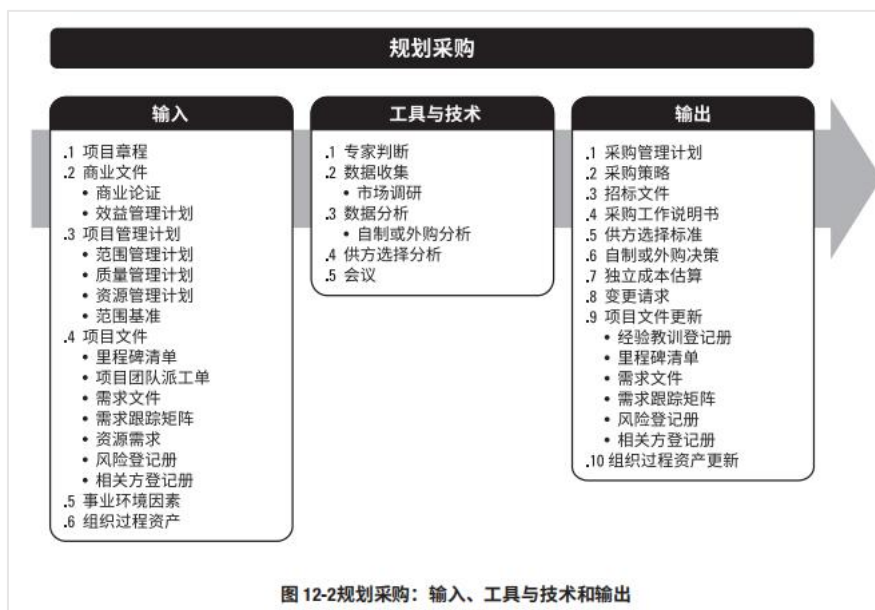 规划采购
输入
.1 项目章程
.2 商业文件
• 商业论证
• 效益管理计划
.3 项目管理计划
• 范围管理计划
• 质量管理计划
• 资源管理计划
• 范围基准
.4 项目文件
• 里程碑清单
• 项目团队派工单
• 需求文件
• 需求跟踪矩阵
• 资源需求
• 风险登记册
• 相关方登记册
.5 事业环境因素
.6 组织过程资产
工具与技术
.1 专家判断
.2 数据收集
• 市场调研
.3 数据分析
• 自制或外购分析
.4 供方选择分析
.5 会议
输出
.1 采购管理计划
.2 采购策略
.3 招标文件
.4 采购工作说明书
.5 供方选择标准
.6 自制或外购决策
.7 独立成本估算
.8 变更请求
.9 项目文件更新
• 经验教训登记册
• 里程碑清单
• 需求文件
• 需求跟踪矩阵
• 风险登记册
• 相关方登记册
.10 组织过程资产更新
图 12-2规划采购：输入、工具与技术和输出